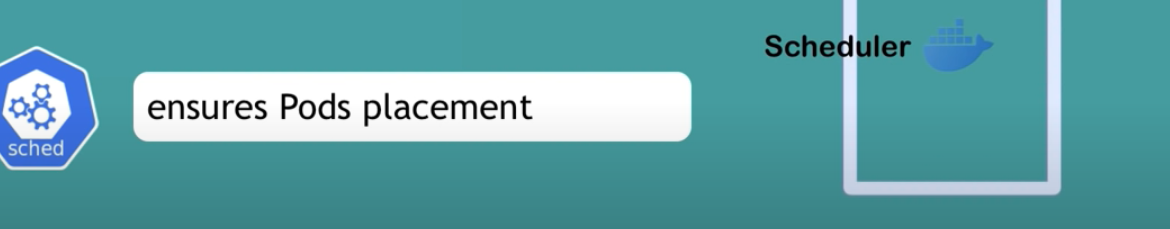 Scheduler
ensures Pods placement
sched